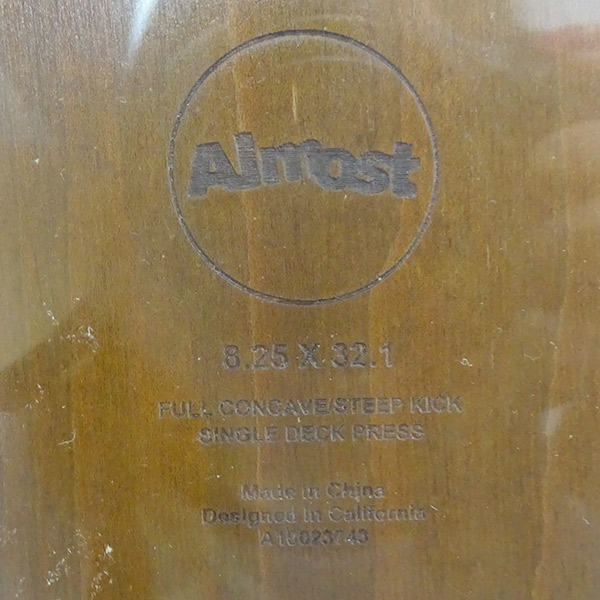 Almost
8.25 X 32.1
FULL CONCAVE/STEEP KICK
SINGLE DECK PRESS
Made in China
Designed in California